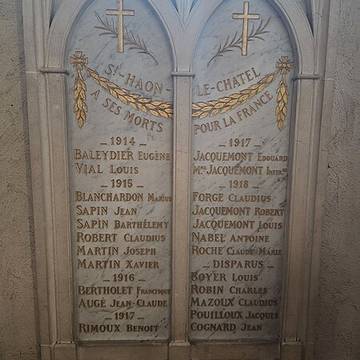 St-HAON-
A SES MORTS
_ 1914 _
BALEYDIER EUGÈNE
VIAL LOUIS
_ 1915 _
BLANCHARDON MARIUS
SAPIN JEAN
SAPIN BARTHÉLEMY
ROBERT CLAUDIUS
MARTIN JOSEPH
MARTIN XAVIER
_ 1916 _
BERTHOLET FRANCISQUE
AUGÉ JEAN-CLAUDE
_ 1917 _
RIMOUX BENOIT
LE-CHATEL
POUR LA FRANCE
_ 1917 _
JACQUEMONT EDOUARD
JACQUEMONT
_ 1918 _
FORGE CLAUDIUS
JACQUEMONT ROBERT
JACQUEMONT LOUIS
NABEL ANTOINE
ROCHE CLAUDE-MARIE
_ DISPARUS _
BOYER LOUIS
ROBIN CHARLES
MAZOUX CLAUDIUS
POUILLOUX JACQUES
COGNARD JEAN